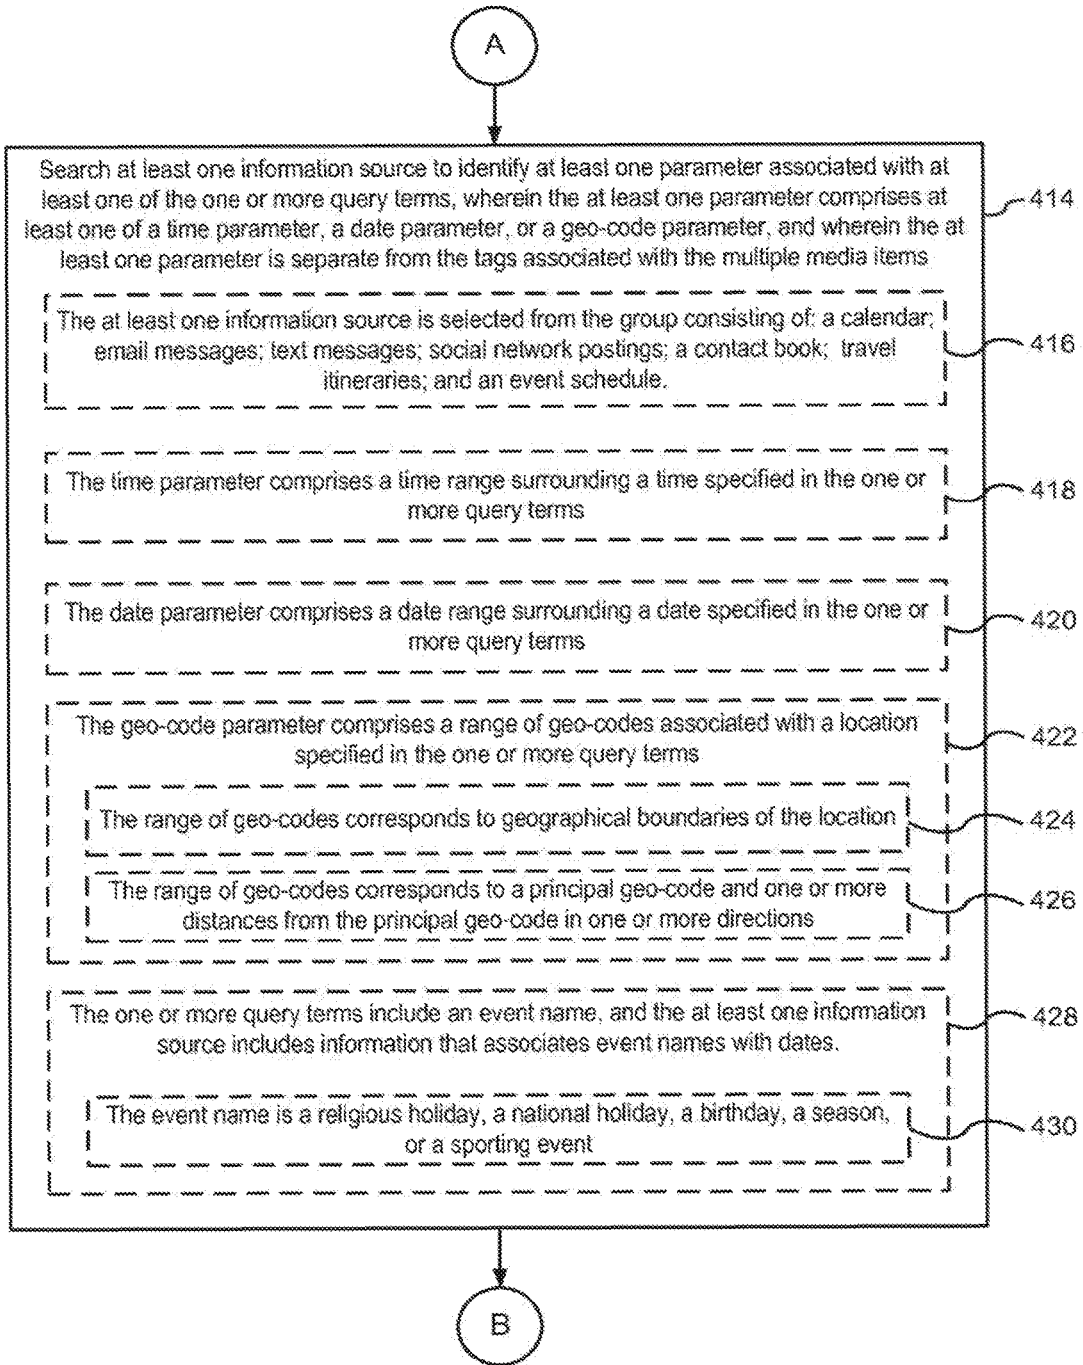 A
Search at least one information source to identify at least one parameter associated with at
least one of the one or more query terms, wherein the at least one parameter comprises at
least one of a time parameter, a date parameter, or a geo-code parameter, and wherein the at
least one parameter is separate from the tags associated with the multiple media items
414
The at least one information source is selected from the group consisting of: a calendar;
email messages; text messages; social network postings; a contact book; travel
itineraries; and an event schedule.
416
The time parameter comprises a time range surrounding a time specified in the one or
more query terms
418
The date parameter comprises a date range surrounding a date specified in the one or
more query terms
420
The geo-code parameter comprises a range of geo-codes associated with a location
specified in the one or more query terms
422
The range of geo-codes corresponds to geographical boundaries of the location
424
The range of geo-codes corresponds to a principal geo-code and one or more
distances from the principal geo-code in one or more directions
426
The one or more query terms include an event name, and the at least one information
source includes information that associates event names with dates.
428
The event name is a religious holiday, a national holiday, a birthday, a season,
or a sporting event
430
B